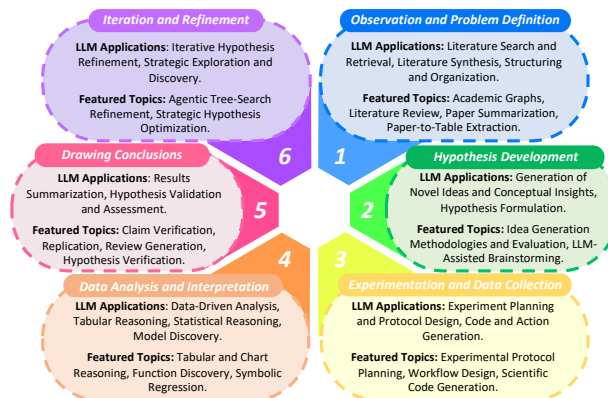 Iteration and Refinement
LLM Applications: Iterative Hypothesis
Refinement, Strategic Exploration and
Discovery.
Featured Topics: Agentic Tree-Search
Refinement, Strategic Hypothesis
Optimization.
6
Observation and Problem Definition
LLM Applications: Literature Search and
Retrieval, Literature Synthesis, Structuring
and Organization.
Featured Topics: Academic Graphs,
Literature Review, Paper Summarization,
Paper-to-Table Extraction.
1
Drawing Conclusions
LLM Applications: Results
Summarization, Hypothesis Validation
and Assessment.
Featured Topics: Claim Verification,
Replication, Review Generation,
Hypothesis Verification.
5
Hypothesis Development
LLM Applications: Generation of
Novel Ideas and Conceptual Insights,
Hypothesis Formulation.
Featured Topics: Idea Generation
Methodologies and Evaluation, LLM-
Assisted Brainstorming.
2
Data Analysis and Interpretation
LLM Applications: Data-Driven Analysis,
Tabular Reasoning, Statistical Reasoning,
Model Discovery.
Featured Topics: Tabular and Chart
Reasoning, Function Discovery, Symbolic
Regression.
4
Experimentation and Data Collection
LLM Applications: Experiment Planning
and Protocol Design, Code and Action
Generation.
Featured Topics: Experimental Protocol
Planning, Workflow Design, Scientific
Code Generation.
3